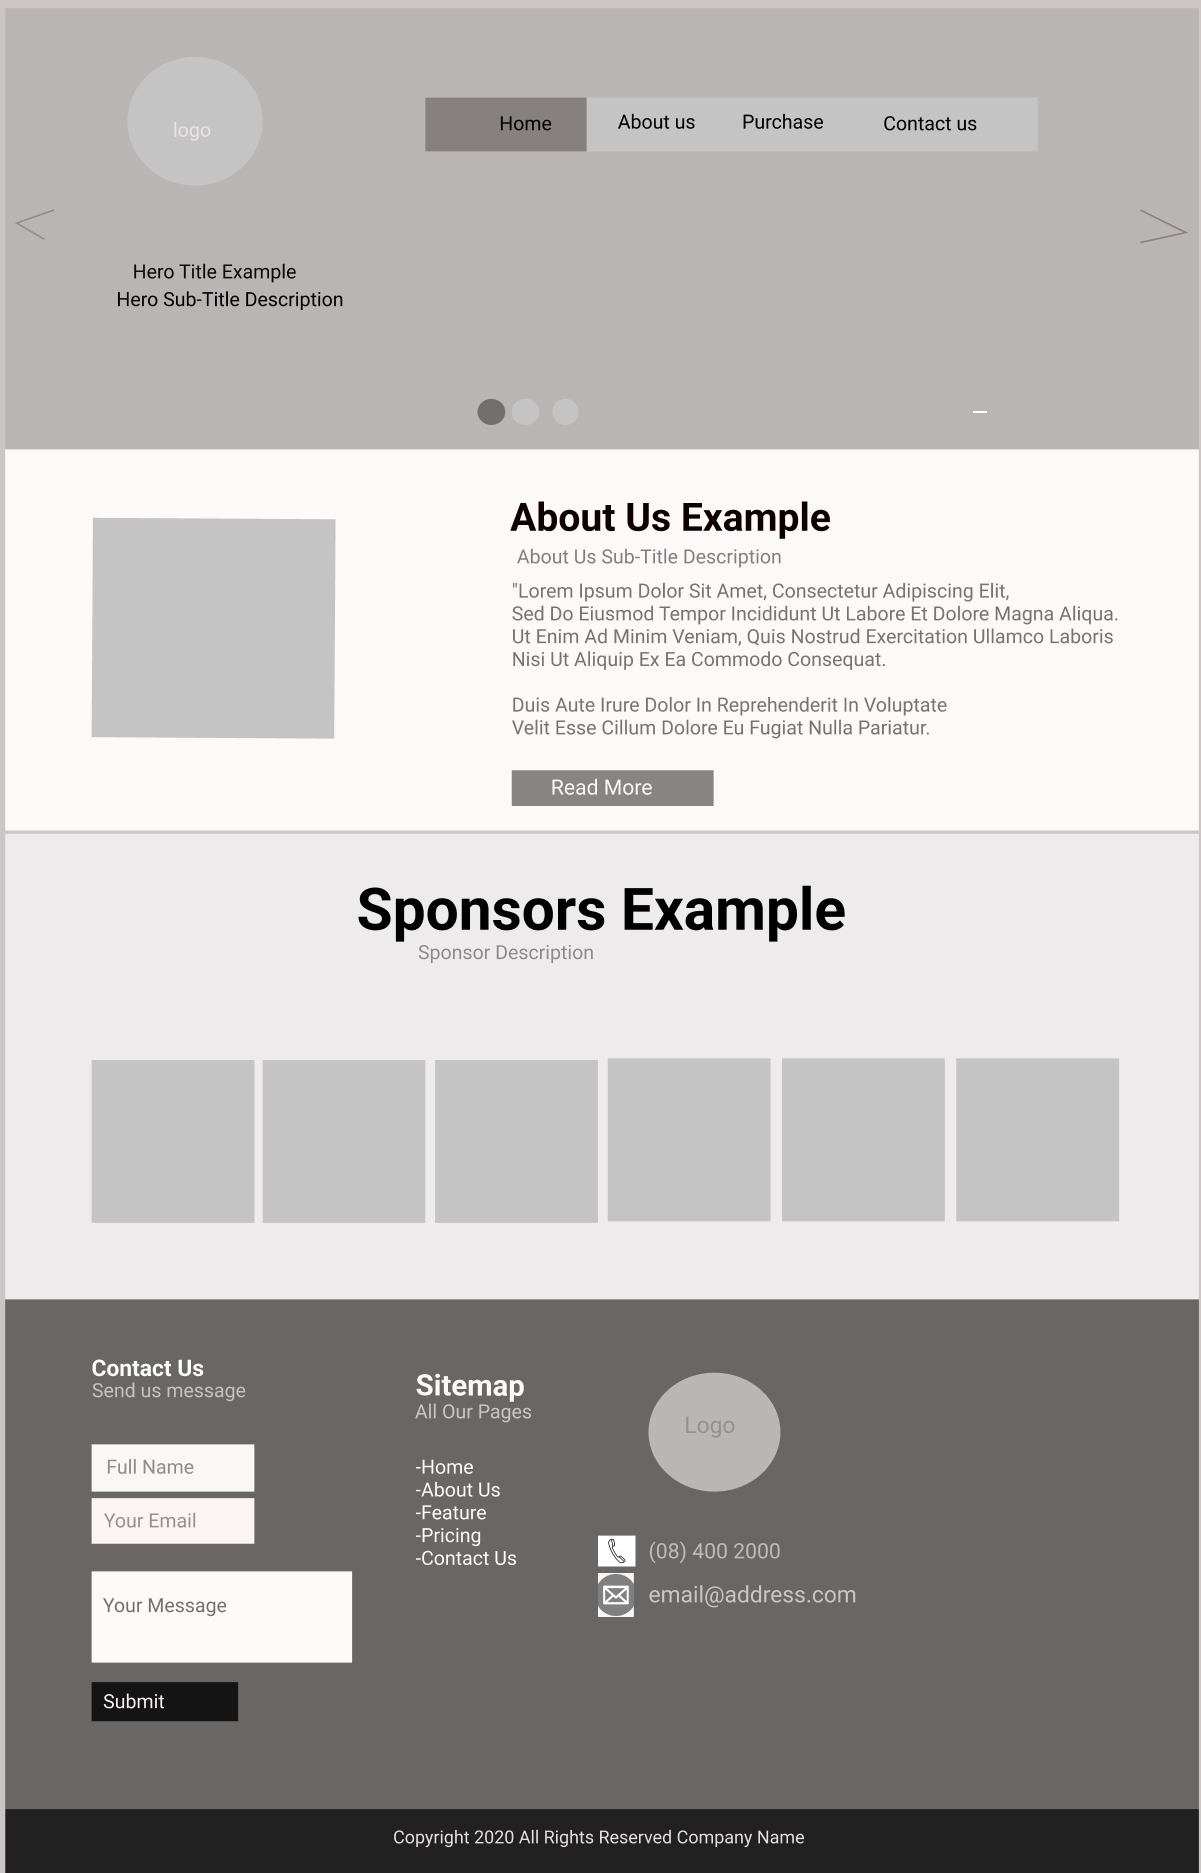 logo
Home
About us
Purchase
Contact us
Hero Title Example
Hero Sub-Title Description
About Us Example
About Us Sub-Title Description
"Lorem Ipsum Dolor Sit Amet, Consectetur Adipiscing Elit,
Sed Do Eiusmod Tempor Incididunt Ut Labore Et Dolore Magna Aliqua.
Ut Enim Ad Minim Veniam, Quis Nostrud Exercitation Ullamco Laboris
Nisi Ut Aliquip Ex Ea Commodo Consequat.
Duis Aute Irure Dolor In Reprehenderit In Voluptate
Velit Esse Cillum Dolore Eu Fugiat Nulla Pariatur.
Read More
Sponsors Example
Sponsor Description
Contact Us
Send us message
Full Name
Your Email
Your Message
Submit
Sitemap
All Our Pages
-Home
-About Us
-Feature
-Pricing
-Contact Us
Logo
(08) 400 2000
email@address.com
Copyright 2020 All Rights Reserved Company Name